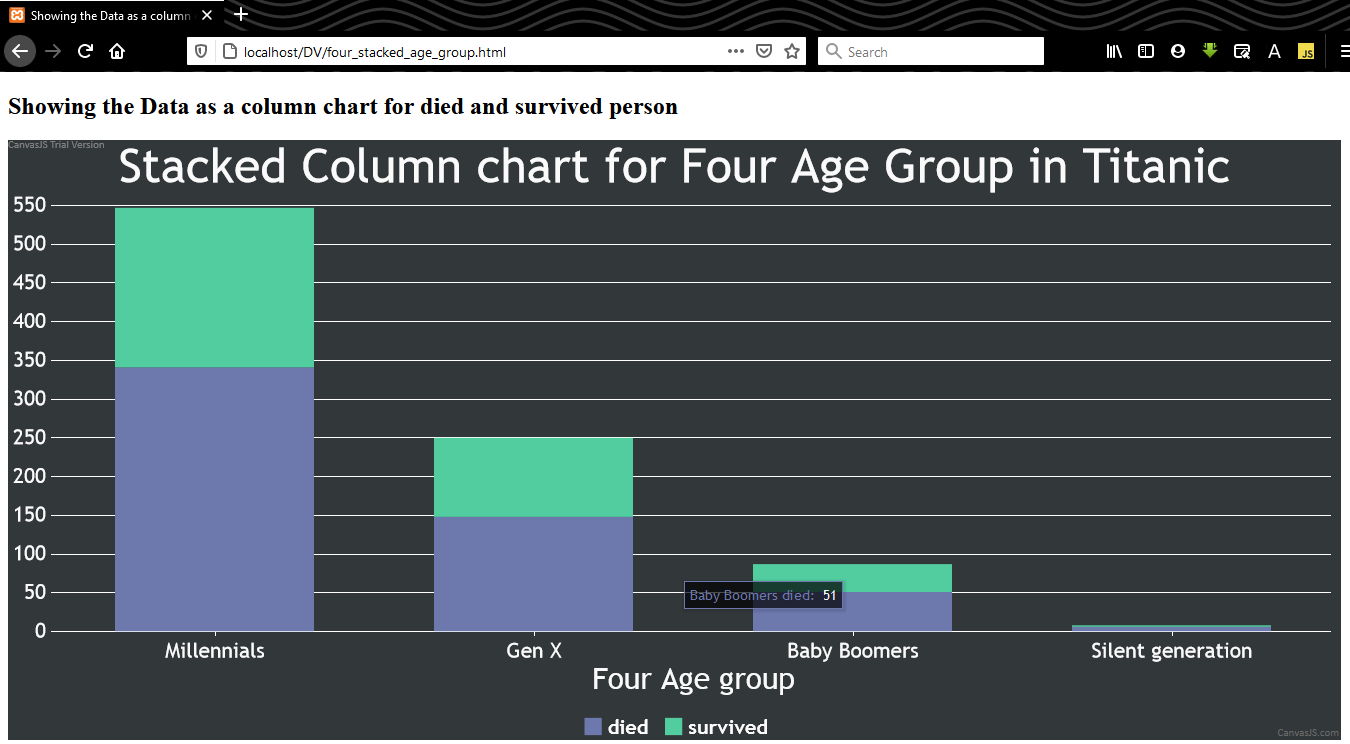 Showing the Data as a column
localhost/DV/four_stacked_age_group.html
Search
A
JS
Showing the Data as a column chart for died and survived person
CanvasJS Trial Version
Stacked Column chart for Four Age Group in Titanic
550
500
450
400
350
300
250
200
150
100
50
0
Baby Boomers died: 51
Millennials Gen X Baby Boomers Silent generation
Four Age group
died survived
CanvasJS.com